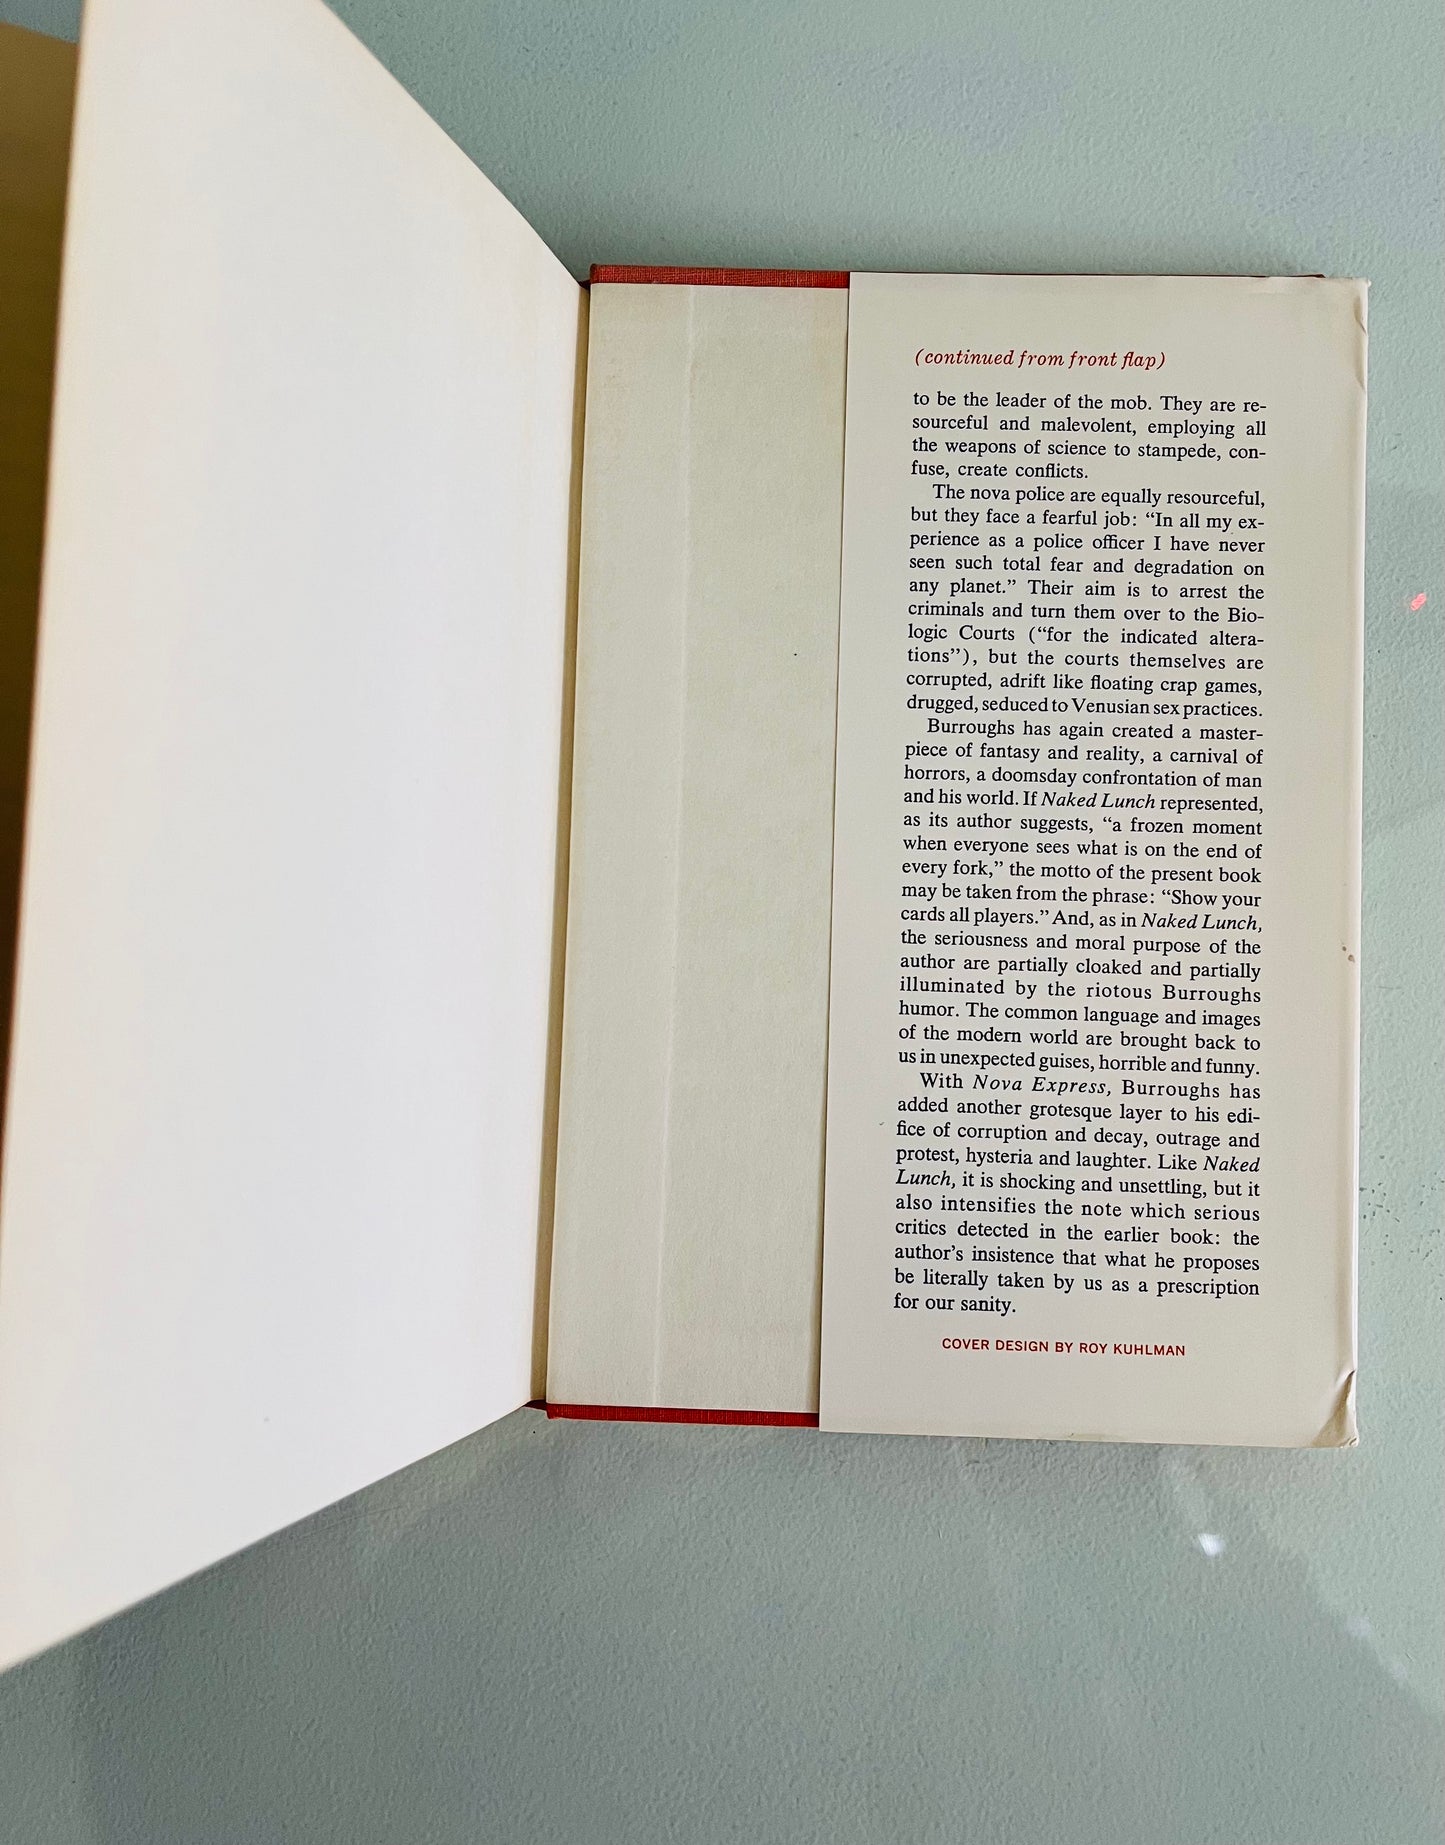 (continued from front flap)
to be the leader of the mob. They are re-
sourceful and malevolent, employing all
the weapons of science to stampede, con-
fuse, create conflicts.
The nova police are equally resourceful,
but they face a fearful job: “In all my ex-
perience as a police officer I have never
seen such total fear and degradation on
any planet.” Their aim is to arrest the
criminals and turn them over to the Bio-
logic Courts (“for the indicated altera-
tions”), but the courts themselves are
corrupted, adrift like floating crap games,
drugged, seduced to Venusian sex practices.
Burroughs has again created a master-
piece of fantasy and reality, a carnival of
horrors, a doomsday confrontation of man
and his world. If Naked Lunch represented,
as its author suggests, “a frozen moment
when everyone sees what is on the end of
every fork,” the motto of the present book
may be taken from the phrase: “Show your
cards all players.” And, as in Naked Lunch,
the seriousness and moral purpose of the
author are partially cloaked and partially
illuminated by the riotous Burroughs
humor. The common language and images
of the modern world are brought back to
us in unexpected guises, horrible and funny.
With Nova Express, Burroughs has
added another grotesque layer to his edi-
fice of corruption and decay, outrage and
protest, hysteria and laughter. Like Naked
Lunch, it is shocking and unsettling, but it
also intensifies the note which serious
critics detected in the earlier book: the
author’s insistence that what he proposes
be literally taken by us as a prescription
for our sanity.
COVER DESIGN BY ROY KUHLMAN